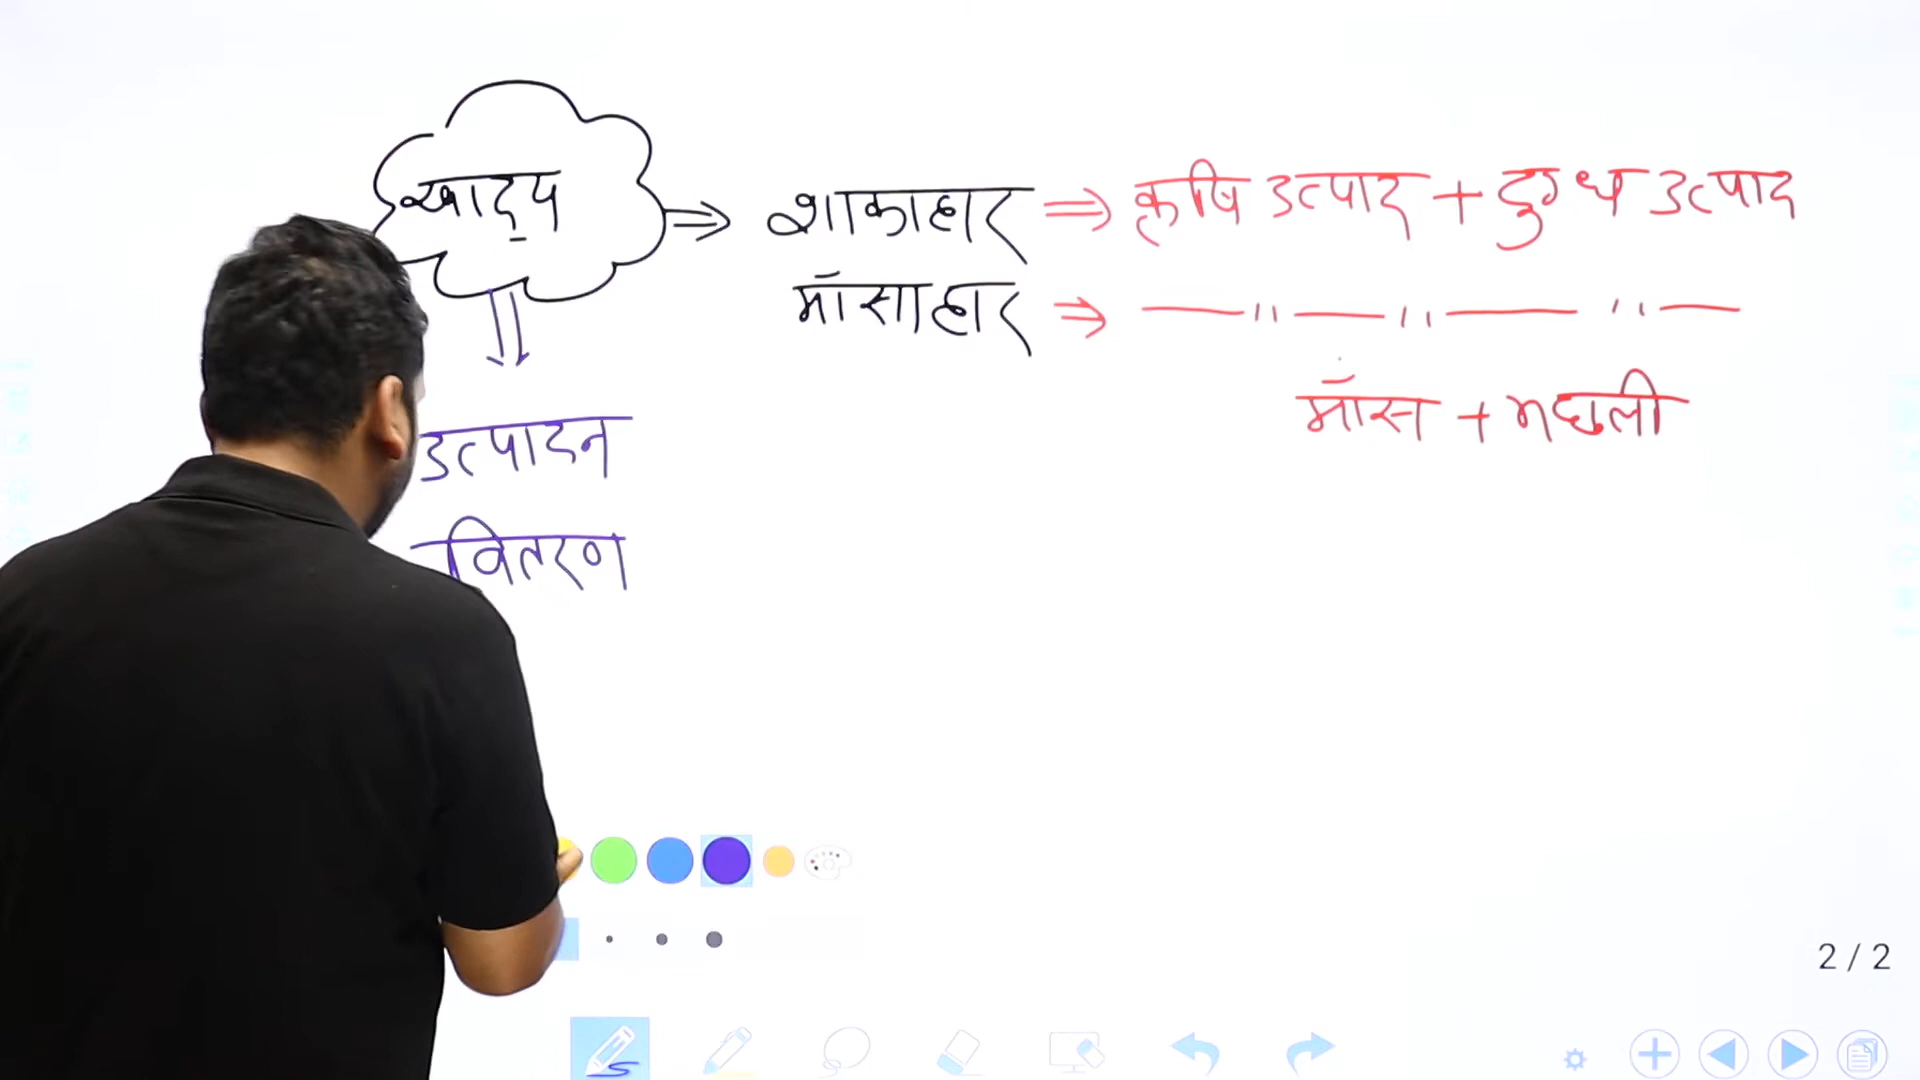 खाद्य ⇒ शाकाहार ⇒ कृषि उत्पाद + दुग्ध उत्पाद
माँसाहार ⇒ —— " —— " —— " ——
माँस + मछली
उत्पादन
वितरण
2 / 2